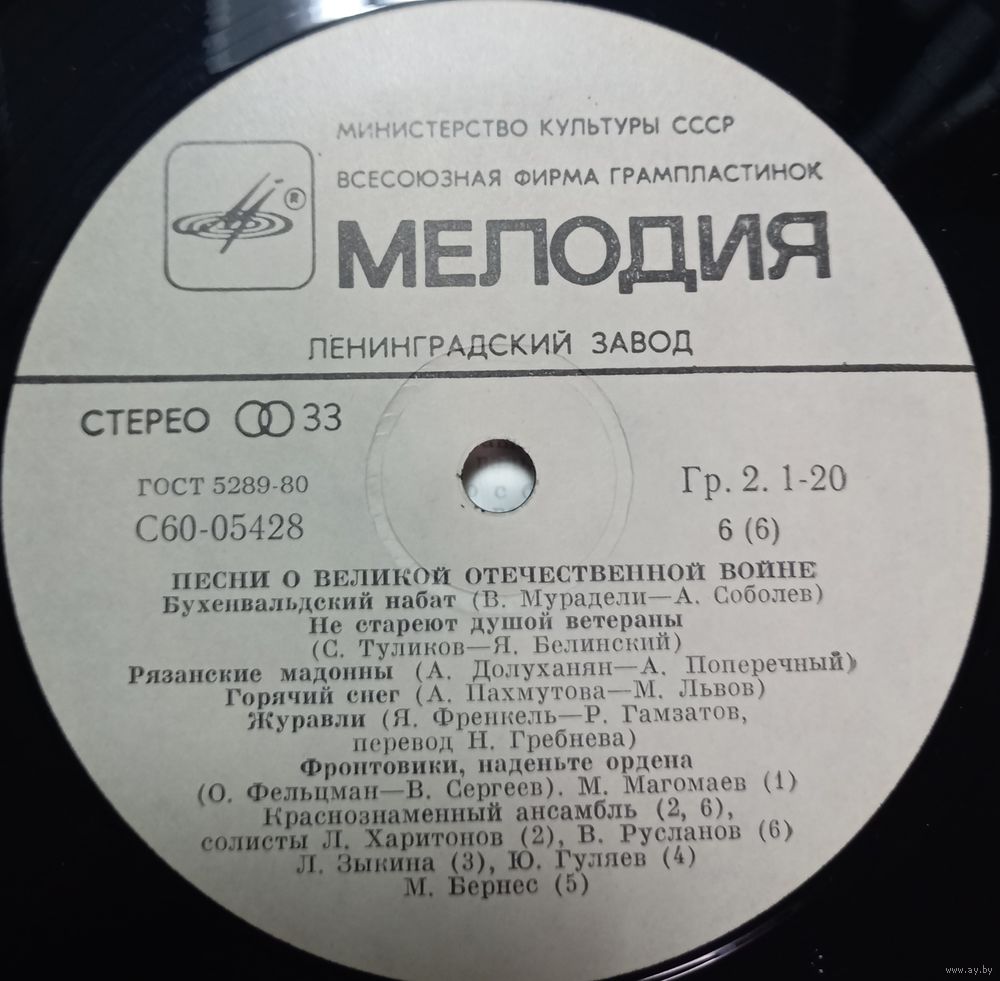 МИНИСТЕРСТВО КУЛЬТУРЫ СССР
ВСЕСОЮЗНАЯ ФИРМА ГРАМПЛАСТИНОК
®
МЕЛОДИЯ
ЛЕНИНГРАДСКИЙ ЗАВОД
СТЕРЕО 33
ГОСТ 5289-80
Гр. 2. 1-20
С60-05428
6 (6)
ПЕСНИ О ВЕЛИКОЙ ОТЕЧЕСТВЕННОЙ ВОЙНЕ
Бухенвальдский набат (В. Мурадели—А. Соболев)
Не стареют душой ветераны
(С. Туликов—Я. Белинский)
Рязанские мадонны (А. Долуханян—А. Поперечный)
Горячий снег (А. Пахмутова—М. Львов)
Журавли (Я. Френкель—Р. Гамзатов,
перевод Н. Гребнева)
Фронтовики, наденьте ордена
(О. Фельцман—В. Сергеев). М. Магомаев (1)
Краснознаменный ансамбль (2, 6),
солисты Л. Харитонов (2), В. Русланов (6)
Л. Зыкина (3), Ю. Гуляев (4)
М. Бернес (5)
www.ay.by